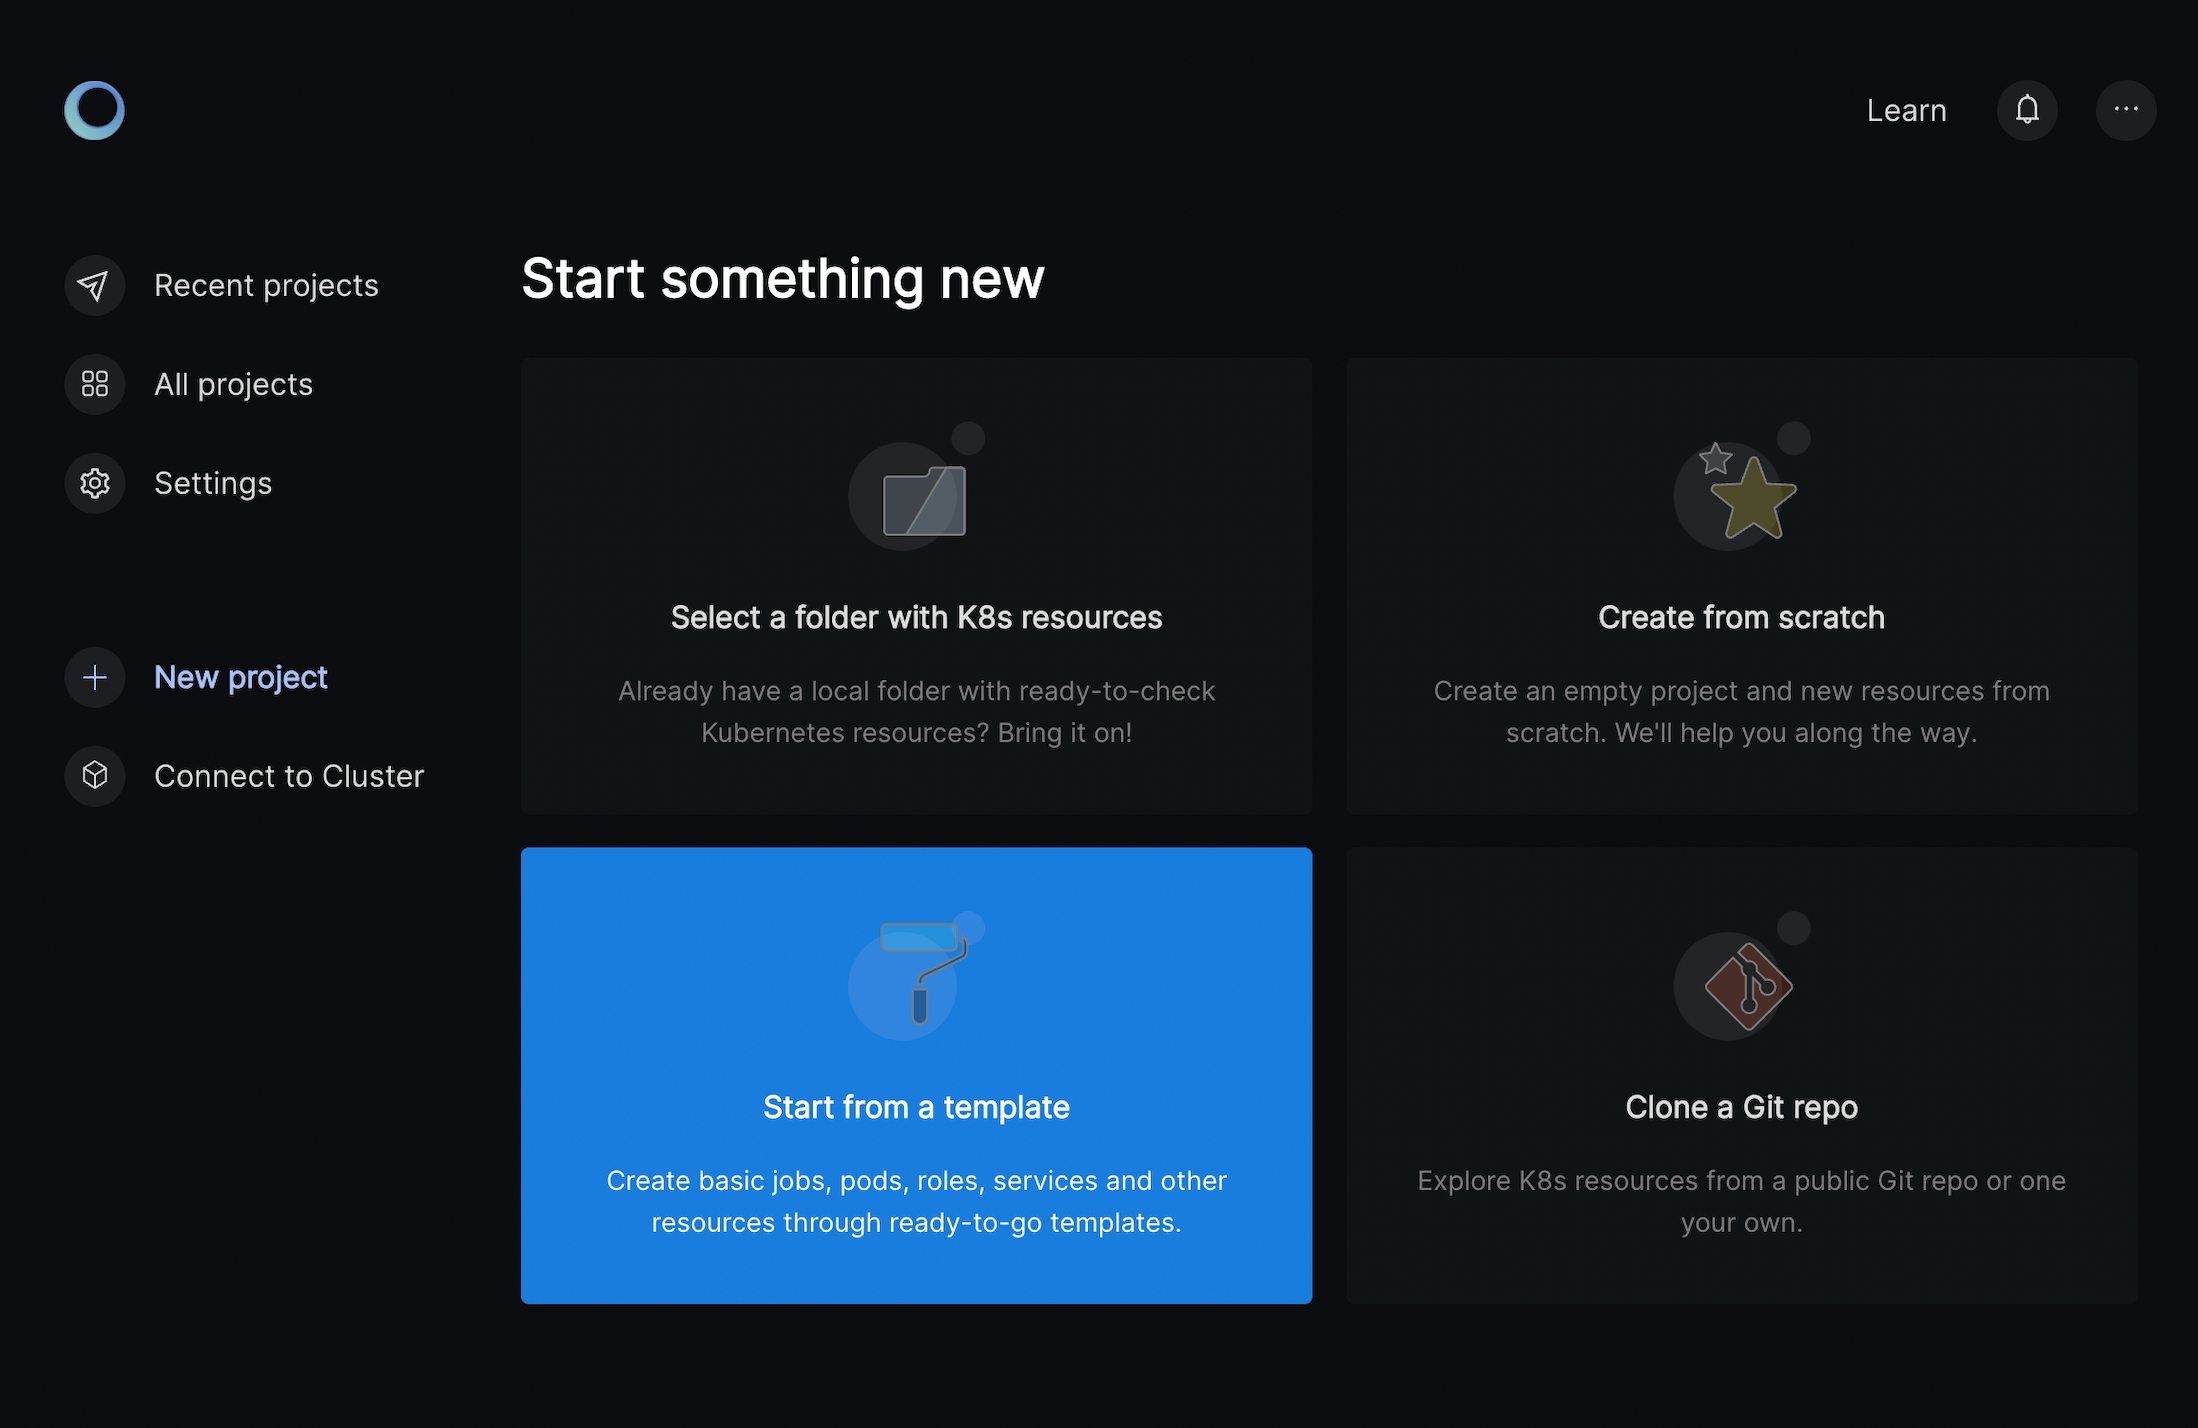 Learn
Recent projects
All projects
Settings
New project
Connect to Cluster
Start something new
Select a folder with K8s resources
Already have a local folder with ready-to-check
Kubernetes resources? Bring it on!
Create from scratch
Create an empty project and new resources from
scratch. We'll help you along the way.
Start from a template
Create basic jobs, pods, roles, services and other
resources through ready-to-go templates.
Clone a Git repo
Explore K8s resources from a public Git repo or one
your own.